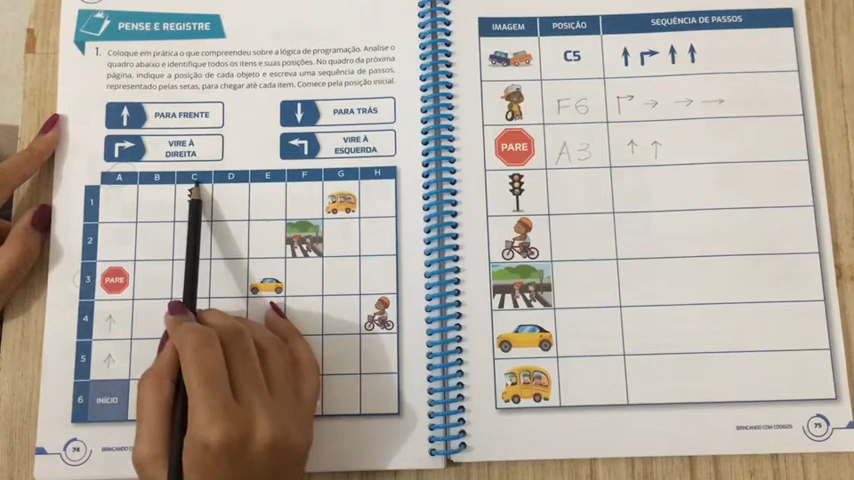 PENSE E REGISTRE
1. Coloque em prática o que compreendeu sobre a lógica de programação. Analise o
quadro abaixo e identifique todos os itens e suas posições. No quadro da próxima
página, indique a posição de cada objeto e escreva uma sequência de passos,
representado pelas setas, para chegar até cada item. Comece pela posição inicial.
PARA FRENTE
PARA TRÁS
VIRE À
DIREITA
VIRE À
ESQUERDA
A B C D E F G H
1
2
3 PARE
4
5
6 INÍCIO
74
IMAGEM POSIÇÃO SEQUÊNCIA DE PASSOS
C5 ↑ ↱ ↑ ↑
F6 ↱ → → →
PARE A3 ↑ ↑
BRINCANDO COM CÓDIGOS 75